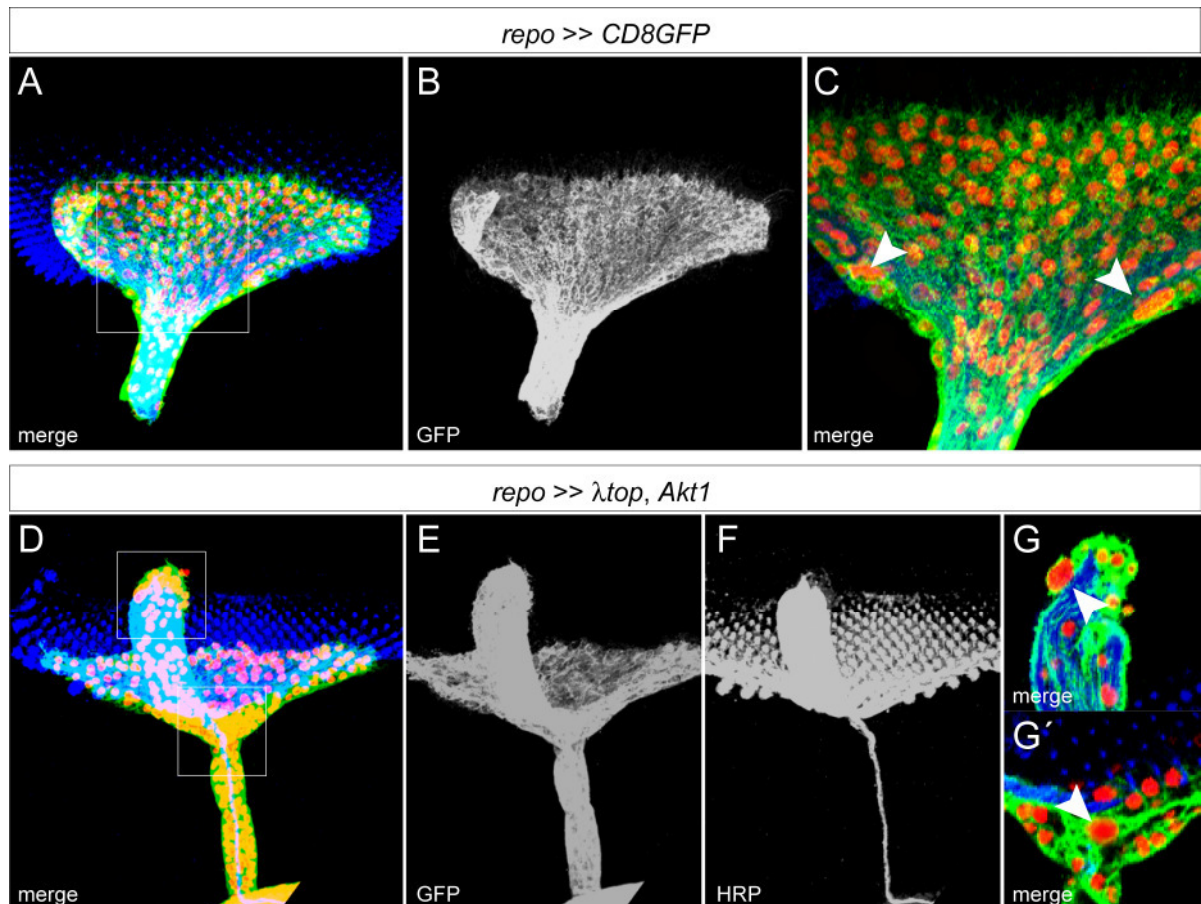 repo >> CD8GFP
A
merge
B
GFP
C
merge
repo >> λtop, Akt1
D
merge
E
GFP
F
HRP
G
merge
G´
merge